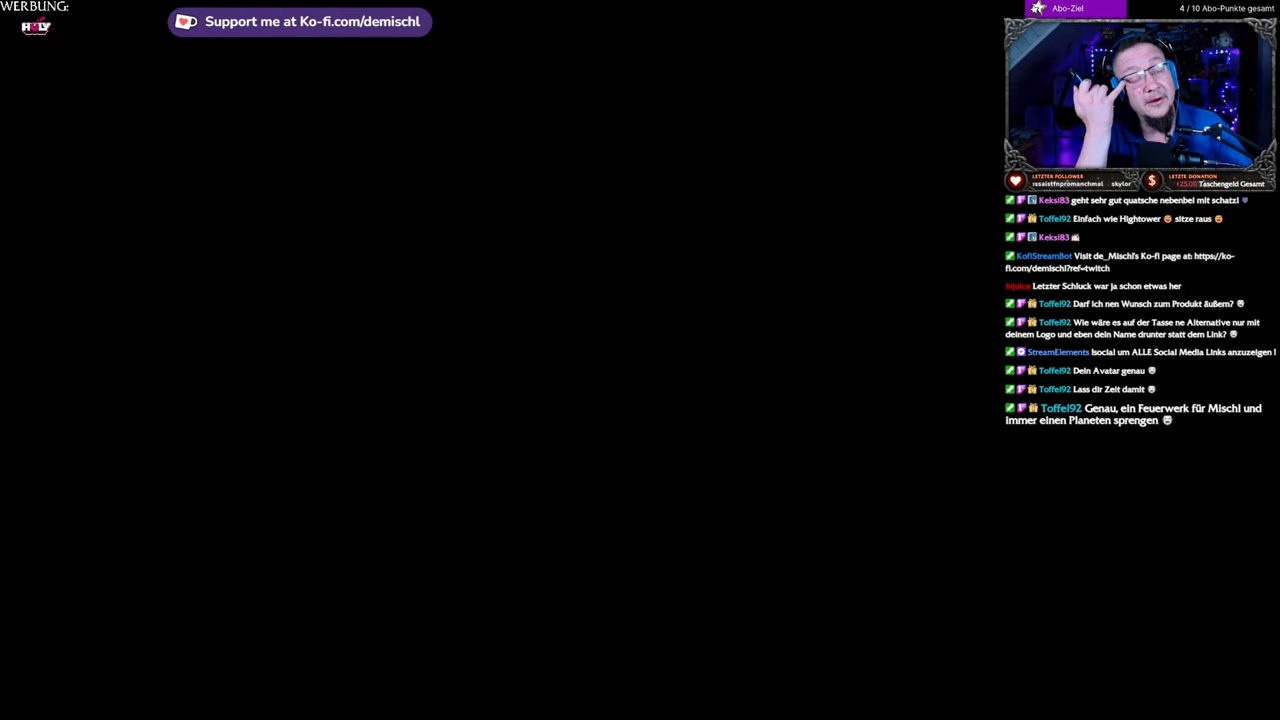 WERBUNG:
HOLY
Support me at Ko-fi.com/demischl
Abo-Ziel
4 / 10 Abo-Punkte gesamt
LETZTER FOLLOWER
skylor
LETZTE DONATION
Taschengeld Gesamt
Keksi83 geht sehr gut quatsche nebenbei mit schatzi
Toffel92 Einfach wie Hightower sitze raus
Keksi83
KofiStreamBot Visit de_Mischl's Ko-fi page at: https://ko-
fi.com/demischl?ref=twitch
Injuice Letzter Schluck war ja schon etwas her
Toffel92 Darf ich nen Wunsch zum Produkt äußern?
Toffel92 Wie wäre es auf der Tasse ne Alternative nur mit
deinem Logo und eben dein Name drunter statt dem Link?
StreamElements !social um ALLE Social Media Links anzuzeigen !
Toffel92 Dein Avatar genau
Toffel92 Lass dir Zeit damit
Toffel92 Genau, ein Feuerwerk für Mischl und
immer einen Planeten sprengen